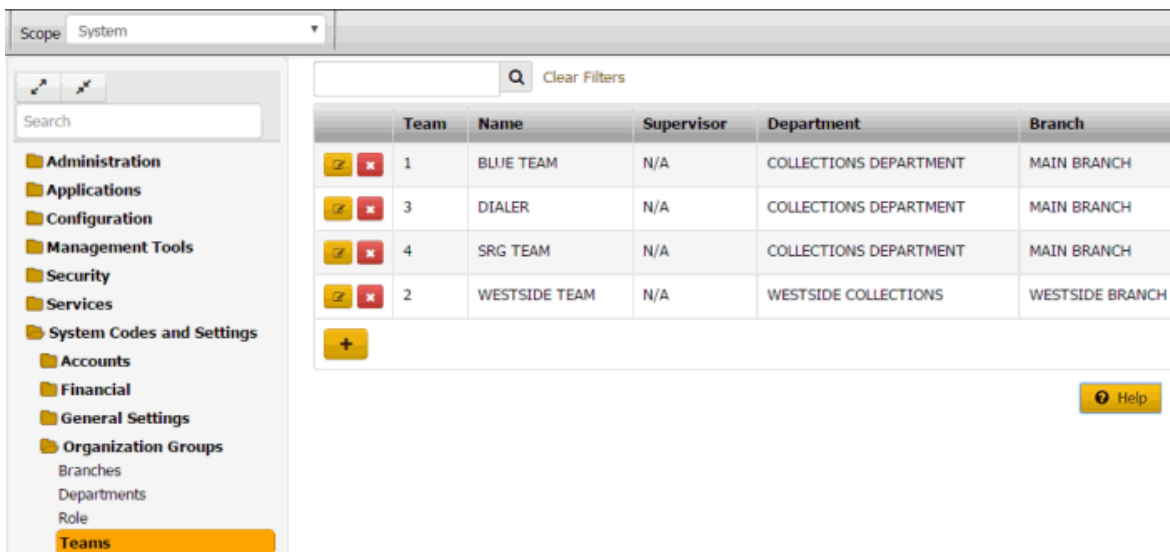 Scope System
Clear Filters
Search
Team Name Supervisor Department Branch
1 BLUE TEAM N/A COLLECTIONS DEPARTMENT MAIN BRANCH
3 DIALER N/A COLLECTIONS DEPARTMENT MAIN BRANCH
4 SRG TEAM N/A COLLECTIONS DEPARTMENT MAIN BRANCH
2 WESTSIDE TEAM N/A WESTSIDE COLLECTIONS WESTSIDE BRANCH
+
Help
Administration
Applications
Configuration
Management Tools
Security
Services
System Codes and Settings
Accounts
Financial
General Settings
Organization Groups
Branches
Departments
Role
Teams